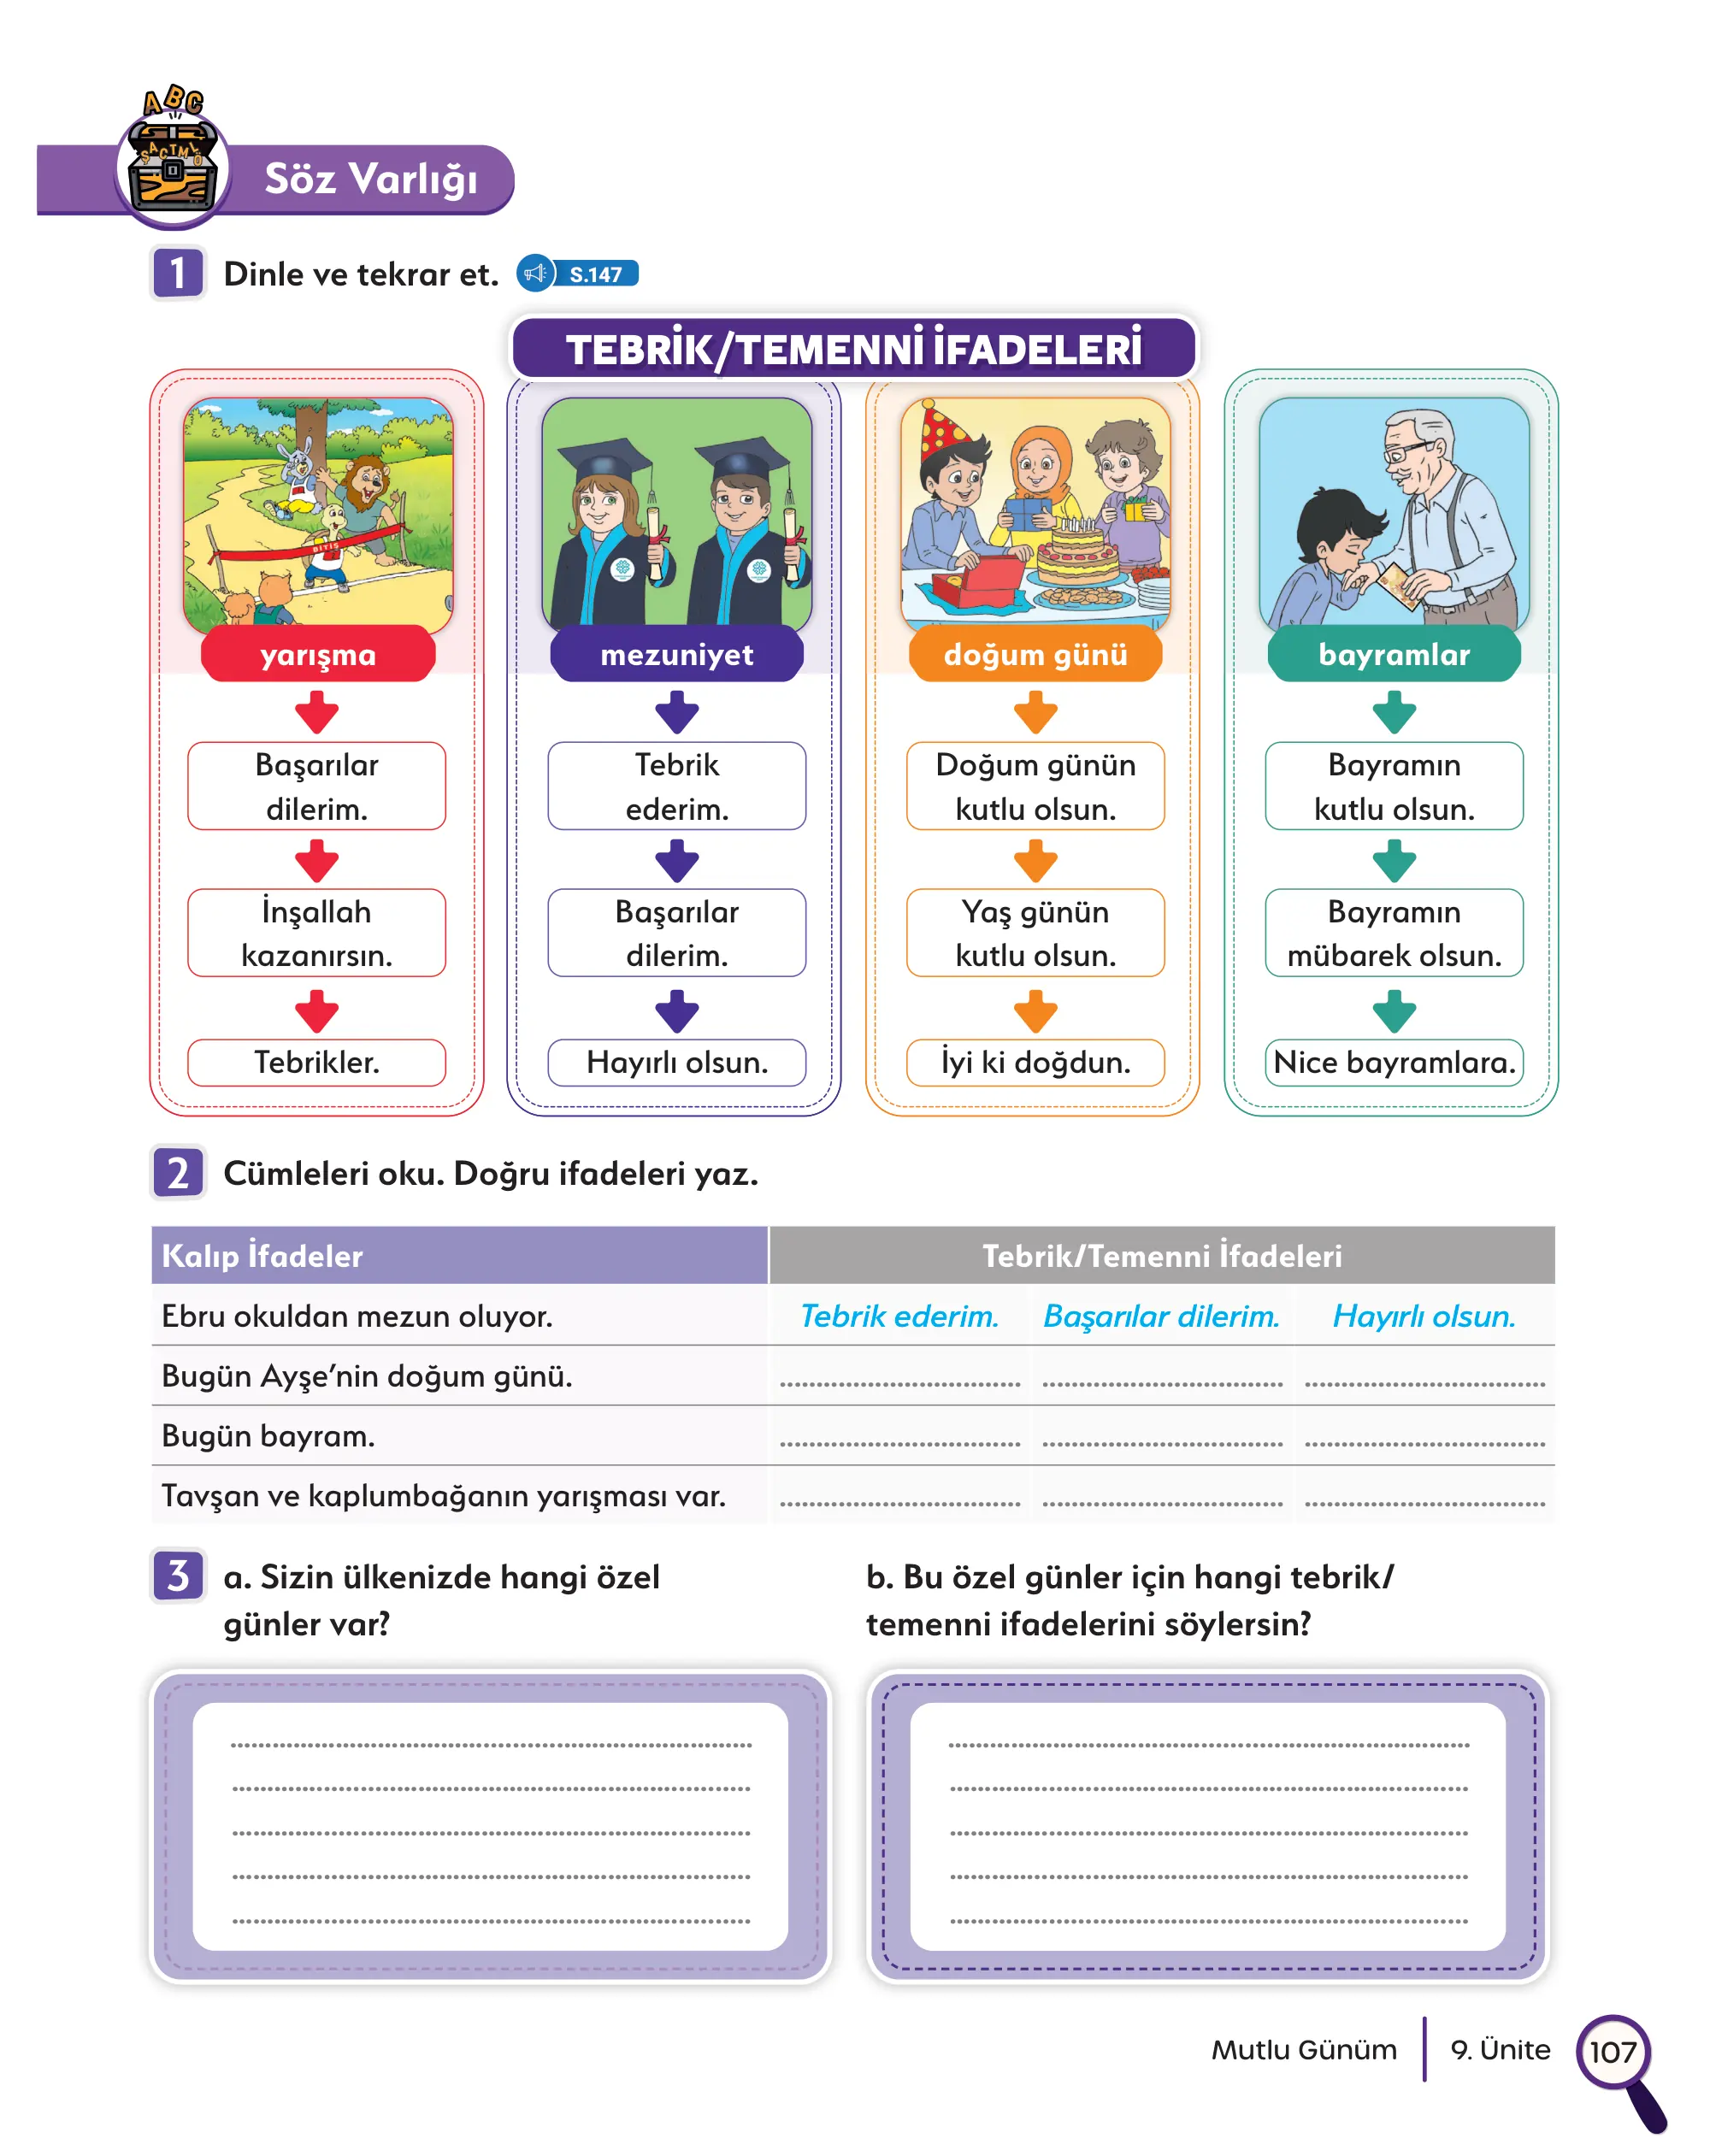 ABC
ŞACTMLÖ
Söz Varlığı
1 Dinle ve tekrar et. S.147
TEBRİK/TEMENNİ İFADELERİ
BİTİŞ
yarışma
Başarılar
dilerim.
İnşallah
kazanırsın.
Tebrikler.
mezuniyet
Tebrik
ederim.
Başarılar
dilerim.
Hayırlı olsun.
doğum günü
Doğum günün
kutlu olsun.
Yaş günün
kutlu olsun.
İyi ki doğdun.
bayramlar
Bayramın
kutlu olsun.
Bayramın
mübarek olsun.
Nice bayramlara.
2 Cümleleri oku. Doğru ifadeleri yaz.
Kalıp İfadeler Tebrik/Temenni İfadeleri
Ebru okuldan mezun oluyor. Tebrik ederim. Başarılar dilerim. Hayırlı olsun.
Bugün Ayşe’nin doğum günü.
Bugün bayram.
Tavşan ve kaplumbağanın yarışması var.
3 a. Sizin ülkenizde hangi özel
günler var?
b. Bu özel günler için hangi tebrik/
temenni ifadelerini söylersin?
Mutlu Günüm 9. Ünite 107